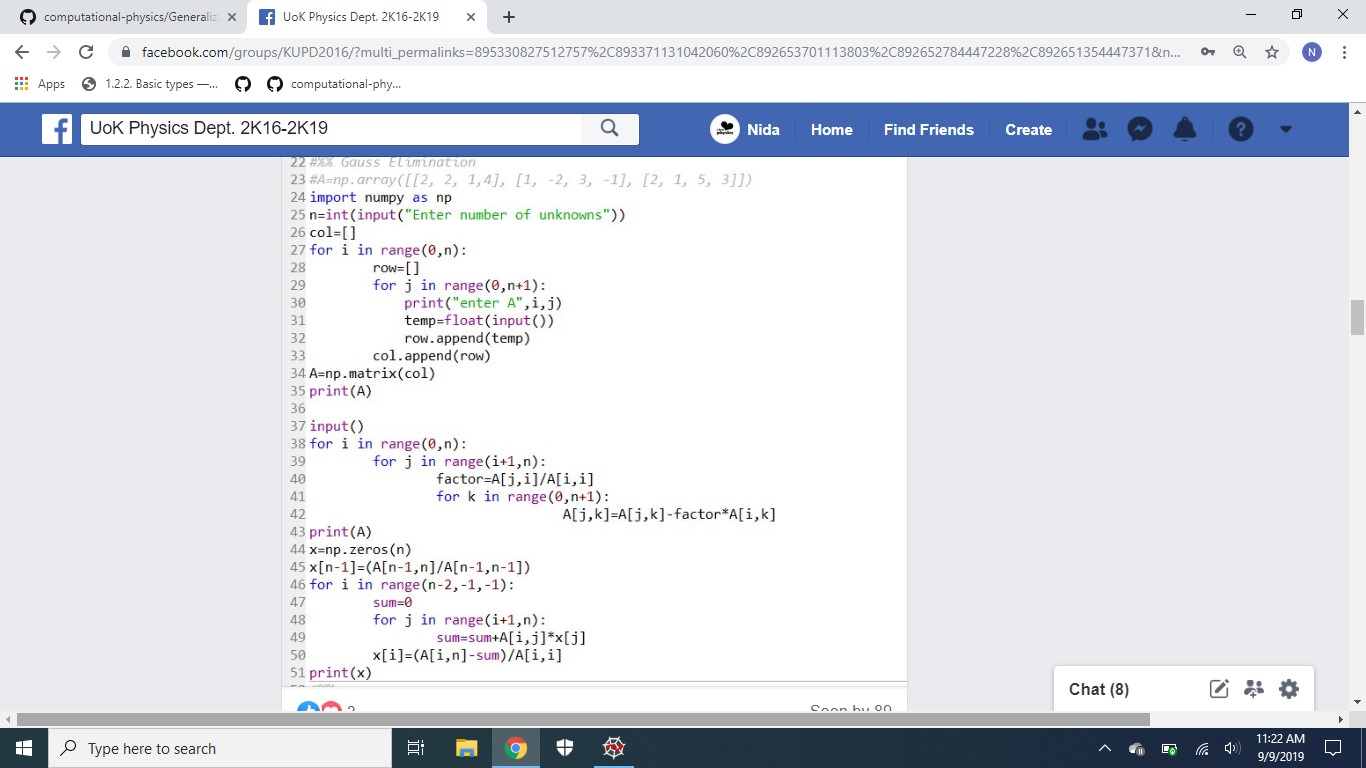 computational-physics/Generaliz
UoK Physics Dept. 2K16-2K19
facebook.com/groups/KUPD2016/?multi_permalinks=895330827512757%2C893371131042060%2C892653701113803%2C892652784447228%2C892651354447371&n...
N
Apps
1.2.2. Basic types —...
computational-phy...
UoK Physics Dept. 2K16-2K19
Nida
Home
Find Friends
Create
22 #%% Gauss Elimination
23 #A=np.array([[2, 2, 1,4], [1, -2, 3, -1], [2, 1, 5, 3]])
24 import numpy as np
25 n=int(input("Enter number of unknowns"))
26 col=[]
27 for i in range(0,n):
28 row=[]
29 for j in range(0,n+1):
30 print("enter A",i,j)
31 temp=float(input())
32 row.append(temp)
33 col.append(row)
34 A=np.matrix(col)
35 print(A)
36
37 input()
38 for i in range(0,n):
39 for j in range(i+1,n):
40 factor=A[j,i]/A[i,i]
41 for k in range(0,n+1):
42 A[j,k]=A[j,k]-factor*A[i,k]
43 print(A)
44 x=np.zeros(n)
45 x[n-1]=(A[n-1,n]/A[n-1,n-1])
46 for i in range(n-2,-1,-1):
47 sum=0
48 for j in range(i+1,n):
49 sum=sum+A[i,j]*x[j]
50 x[i]=(A[i,n]-sum)/A[i,i]
51 print(x)
Seen by 89
Chat (8)
Type here to search
11:22 AM
9/9/2019